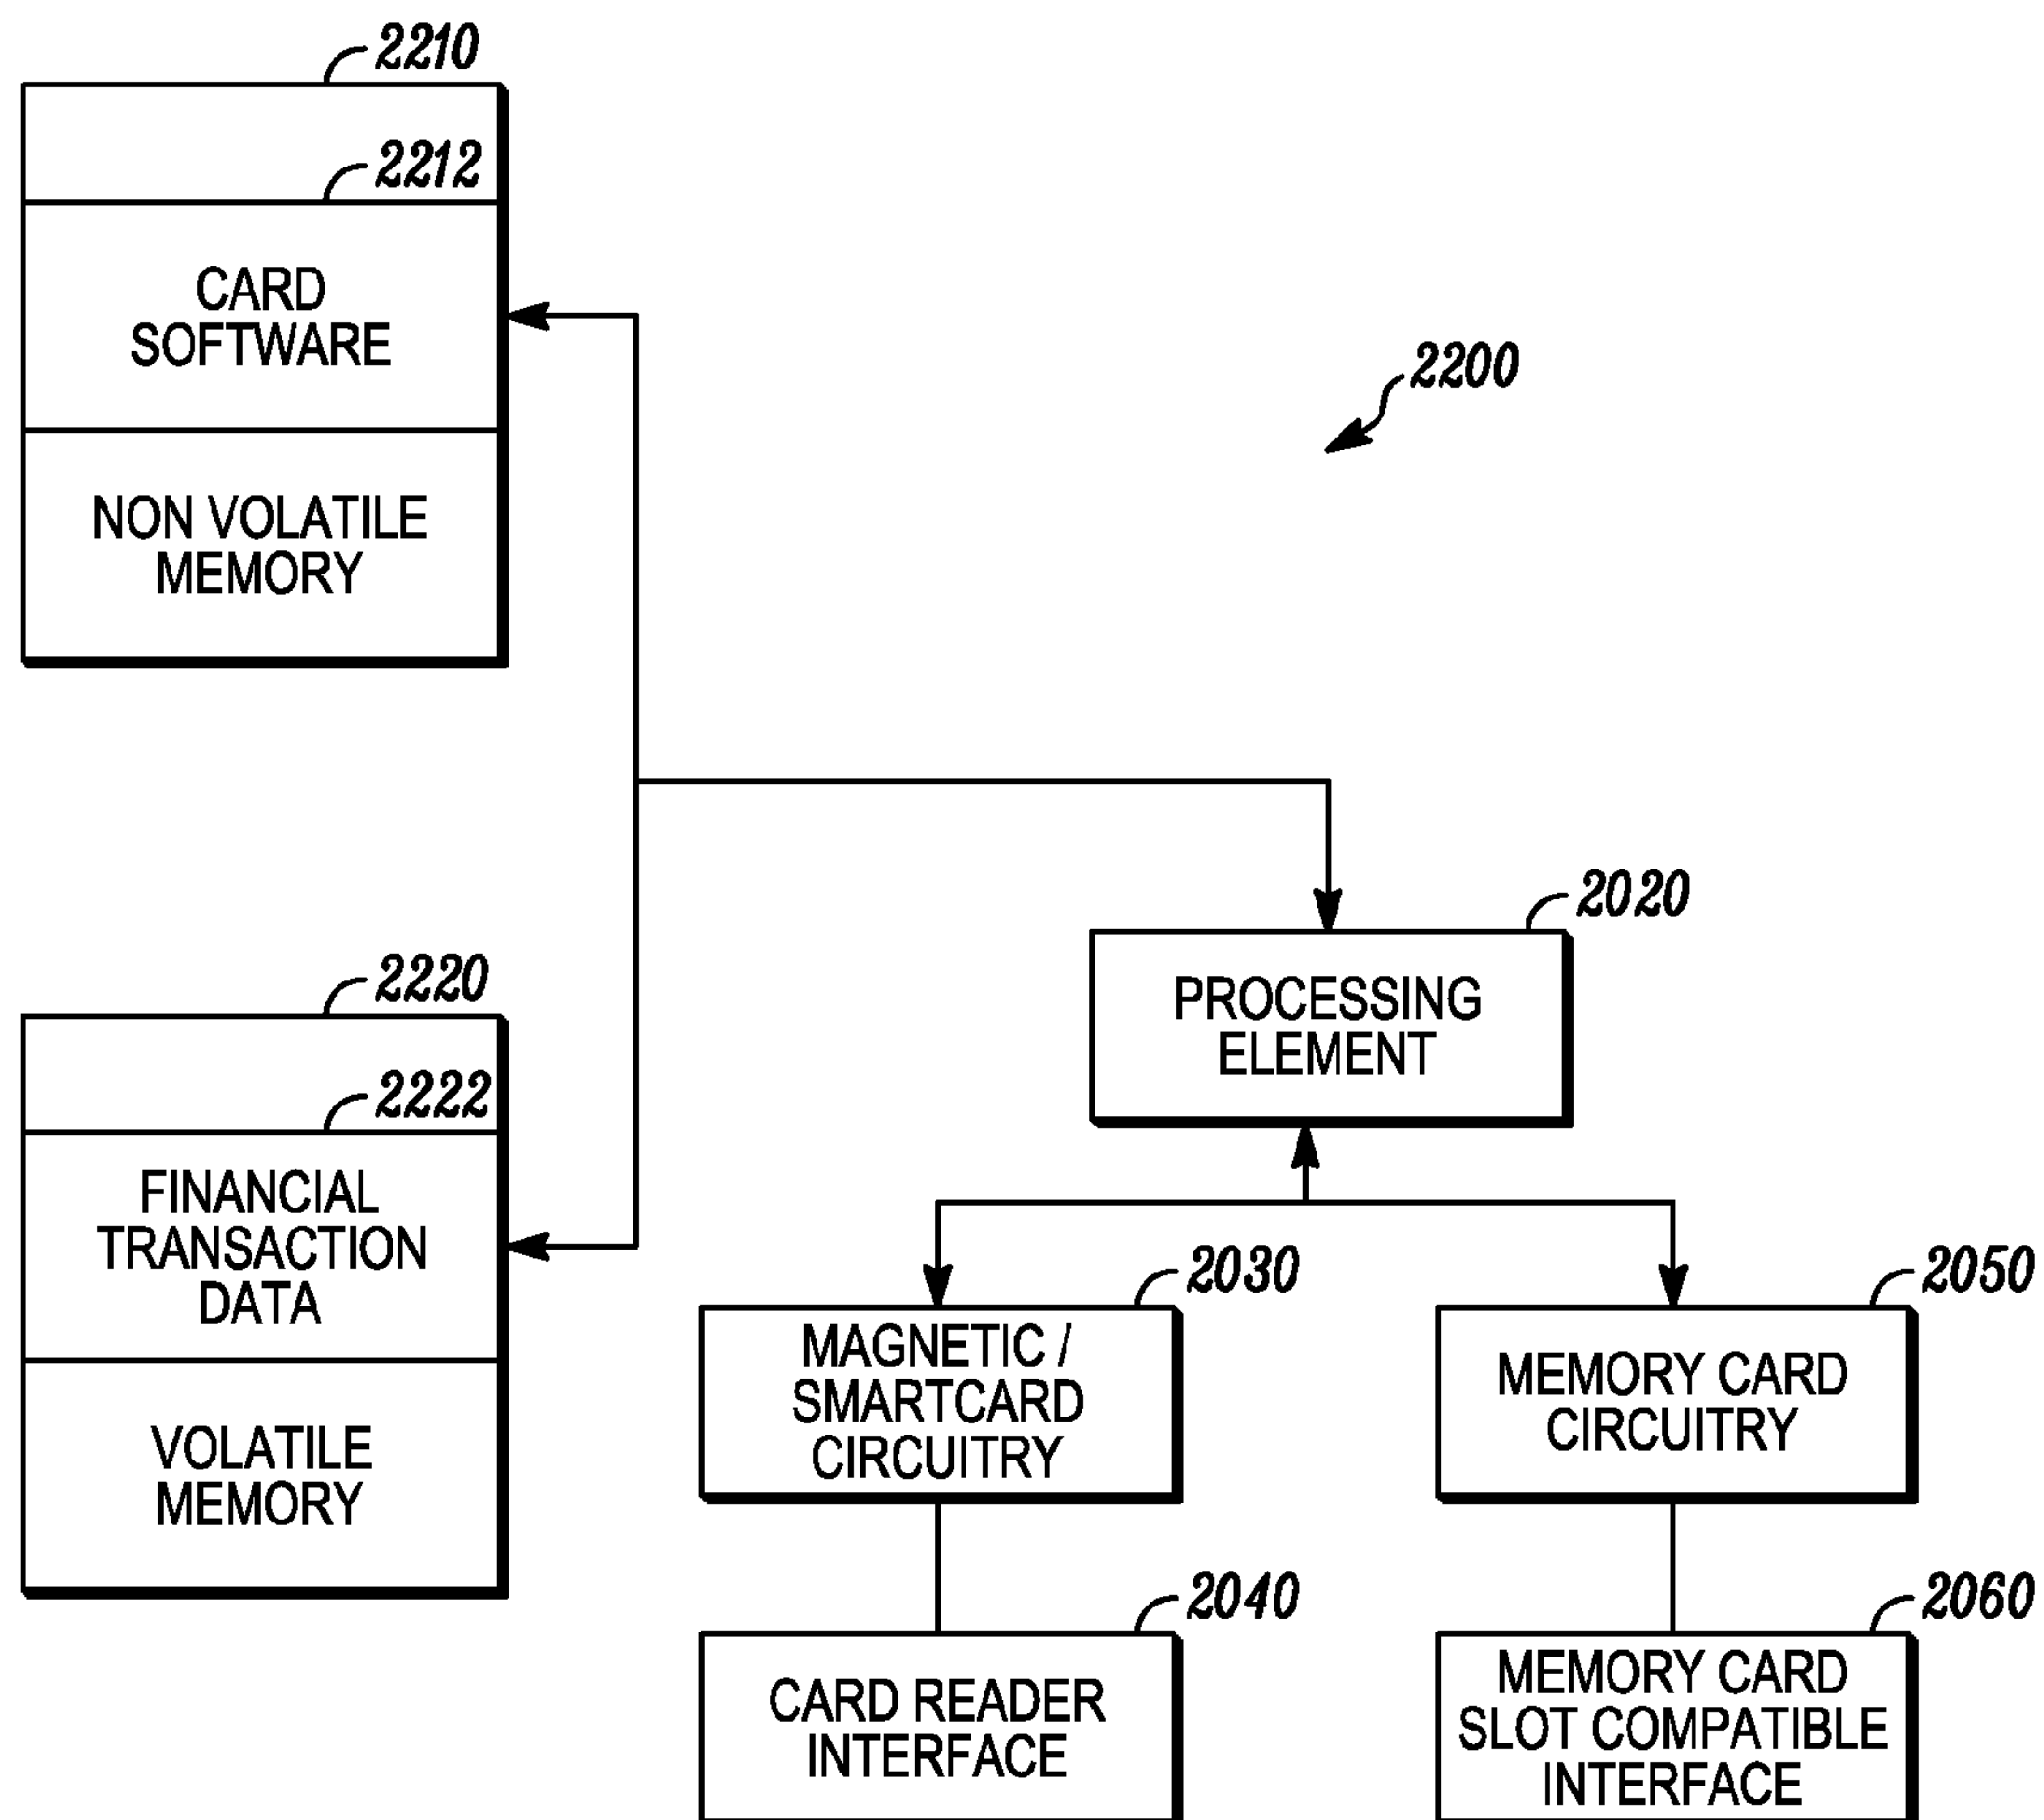 2210
2212
CARD
SOFTWARE
NON VOLATILE
MEMORY
2200
2220
2222
FINANCIAL
TRANSACTION
DATA
VOLATILE
MEMORY
2020
PROCESSING
ELEMENT
2030
MAGNETIC /
SMARTCARD
CIRCUITRY
2050
MEMORY CARD
CIRCUITRY
2040
CARD READER
INTERFACE
2060
MEMORY CARD
SLOT COMPATIBLE
INTERFACE